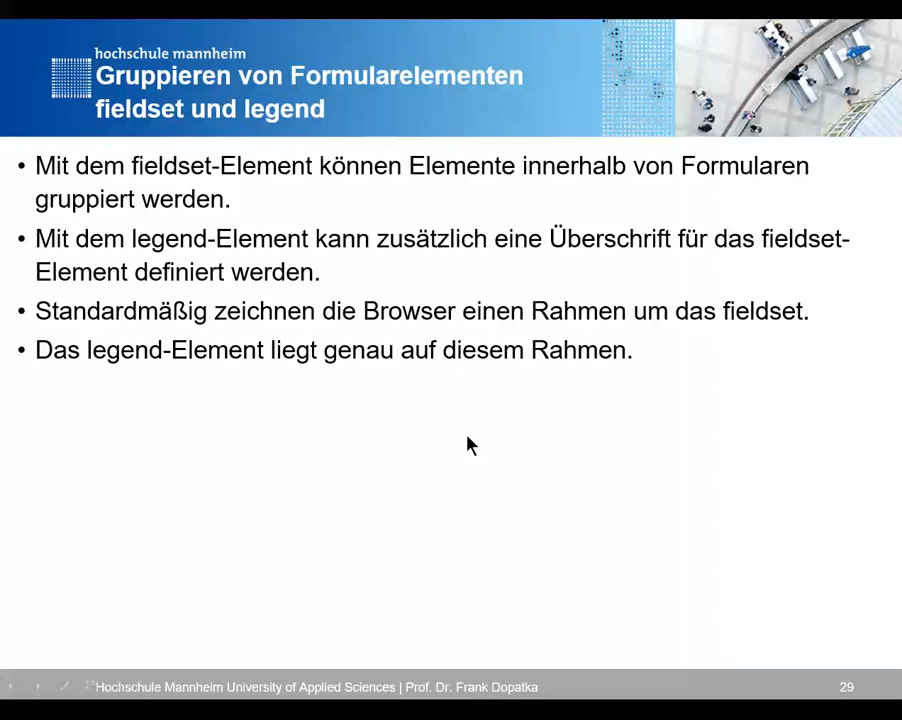 hochschule mannheim
Gruppieren von Formularelementen
fieldset und legend
• Mit dem fieldset-Element können Elemente innerhalb von Formularen
gruppiert werden.
• Mit dem legend-Element kann zusätzlich eine Überschrift für das fieldset-
Element definiert werden.
• Standardmäßig zeichnen die Browser einen Rahmen um das fieldset.
• Das legend-Element liegt genau auf diesem Rahmen.
Hochschule Mannheim University of Applied Sciences | Prof. Dr. Frank Dopatka
29